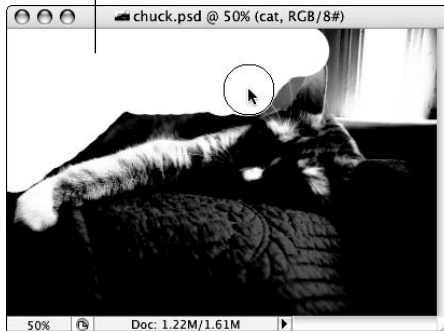 chuck.psd @ 50% (cat, RGB/8#)
50% Doc: 1.22M/1.61M